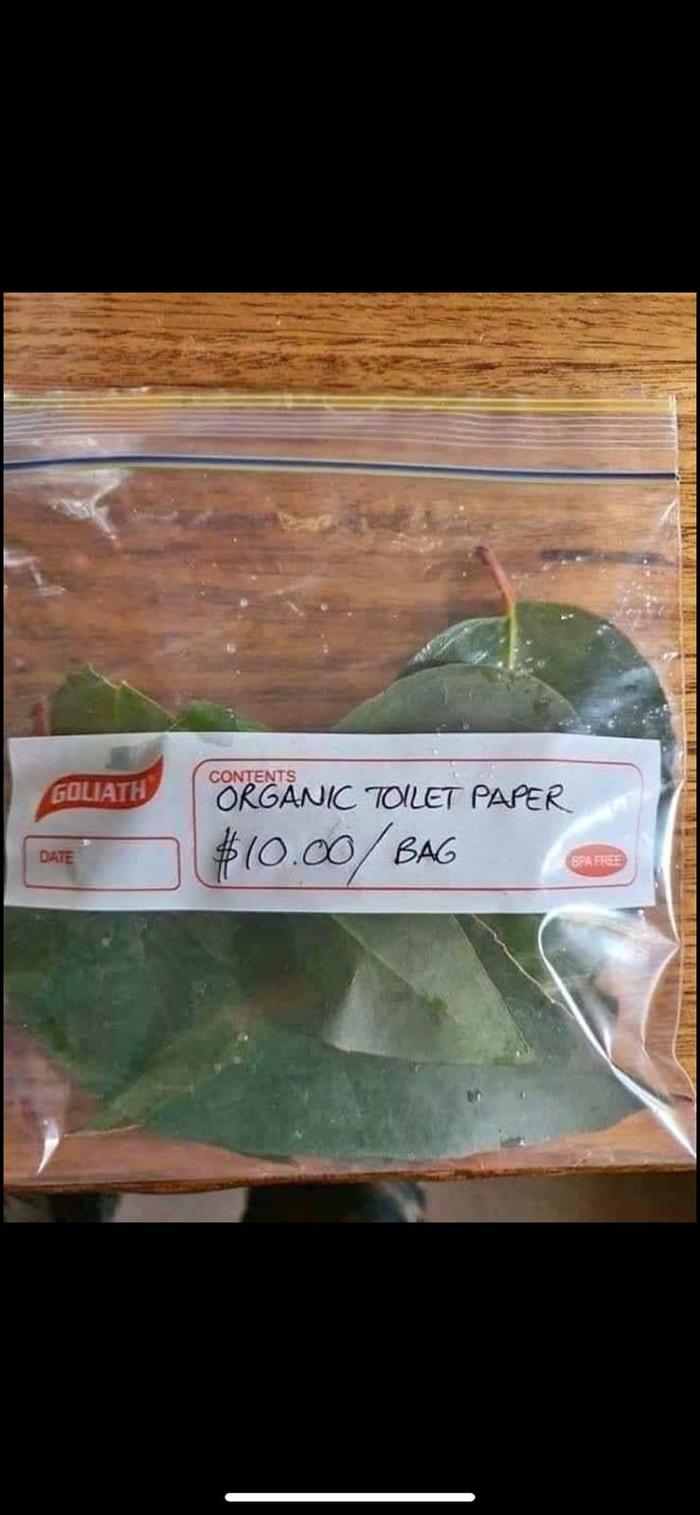 GOLIATH
CONTENTS
ORGANIC TOILET PAPER
$10.00/BAG
DATE
BPA FREE